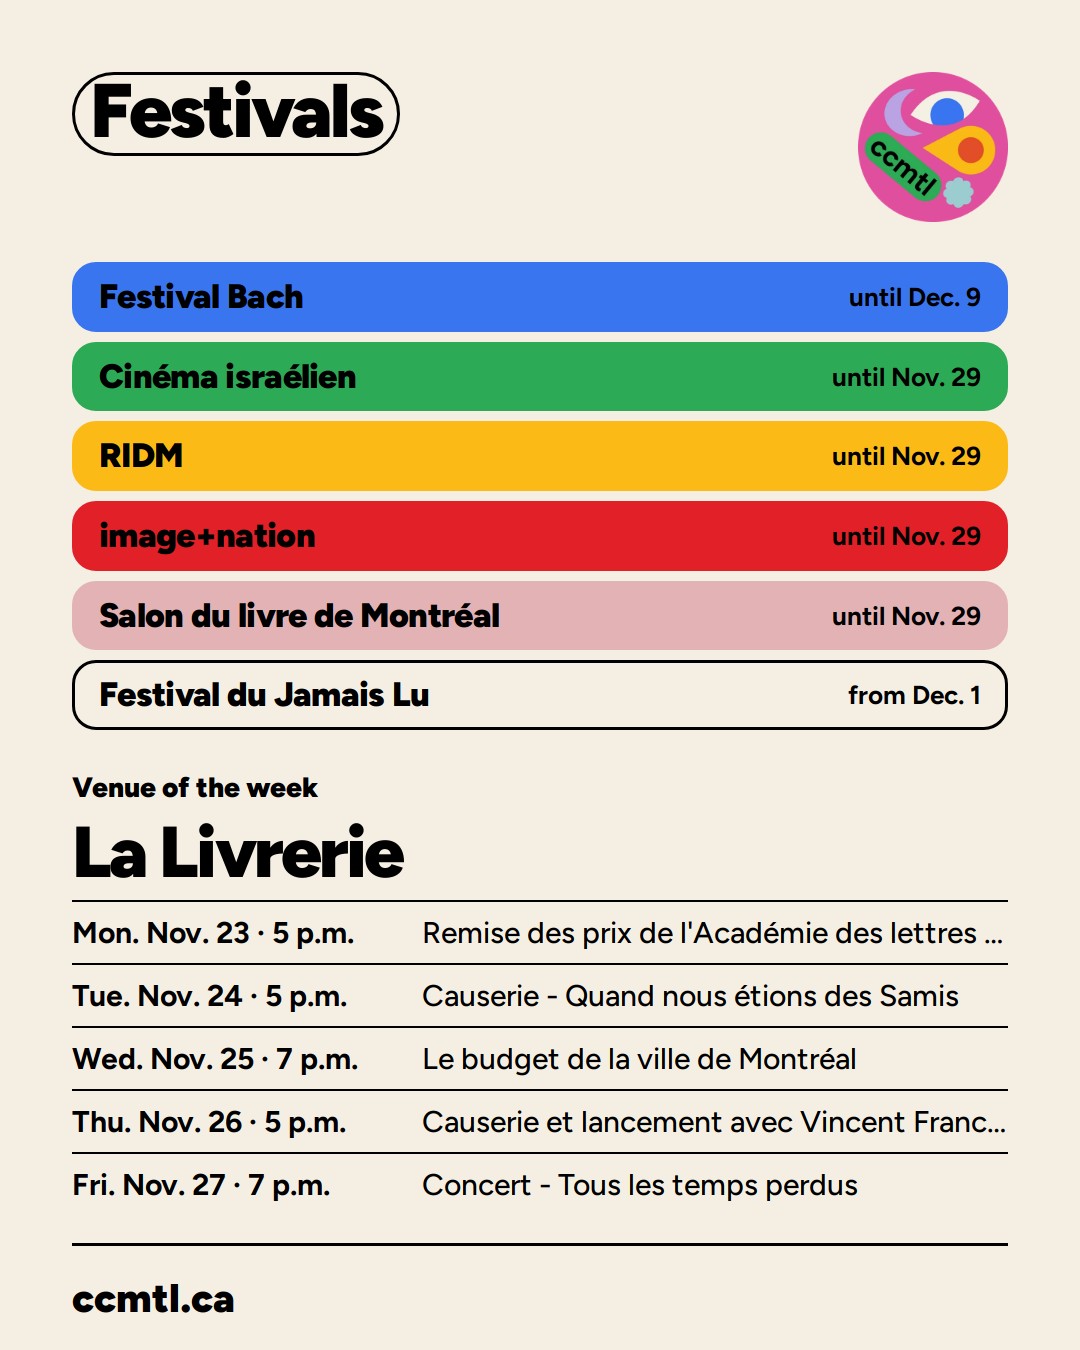 Festivals
ccmtl
Festival Bach until Dec. 9
Cinéma israélien until Nov. 29
RIDM until Nov. 29
image+nation until Nov. 29
Salon du livre de Montréal until Nov. 29
Festival du Jamais Lu from Dec. 1
Venue of the week
La Livrerie
Mon. Nov. 23 · 5 p.m. Remise des prix de l'Académie des lettres ...
Tue. Nov. 24 · 5 p.m. Causerie - Quand nous étions des Samis
Wed. Nov. 25 · 7 p.m. Le budget de la ville de Montréal
Thu. Nov. 26 · 5 p.m. Causerie et lancement avec Vincent Franc...
Fri. Nov. 27 · 7 p.m. Concert - Tous les temps perdus
ccmtl.ca